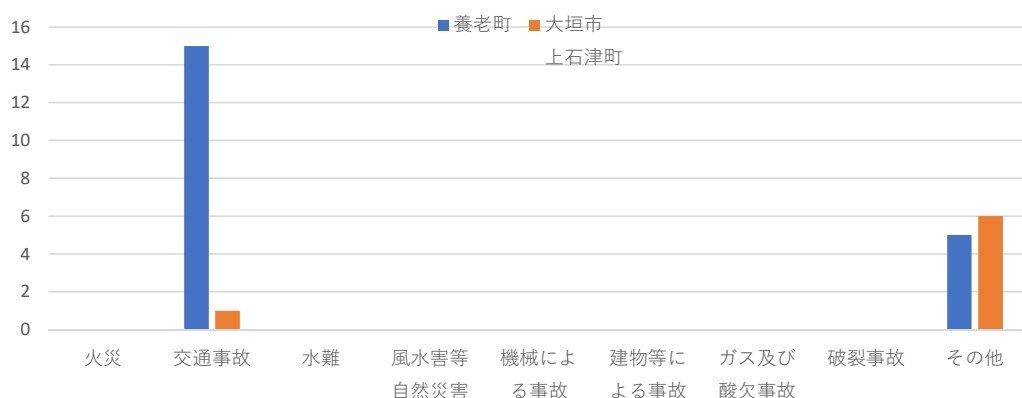 養老町 大垣市
上石津町
16
14
12
10
8
6
4
2
0
火災 交通事故 水難 風水害等 機械によ 建物等に ガス及び 破裂事故 その他
自然災害 る事故 よる事故 酸欠事故